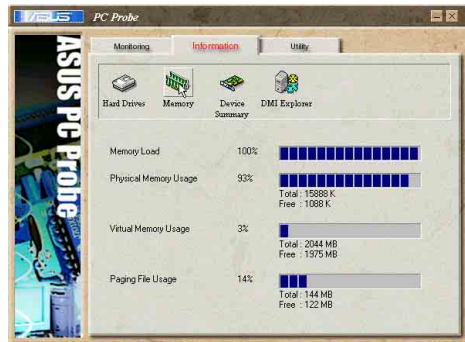 ASUS PC Probe
Monitoring Information Utility
ASUS PC Probe
Hard Drives Memory Device Summary DMI Explorer
Memory Load 100%
Physical Memory Usage 93%
Total : 15888 K
Free : 1088 K
Virtual Memory Usage 3%
Total : 2044 MB
Free : 1975 MB
Paging File Usage 14%
Total : 144 MB
Free : 122 MB